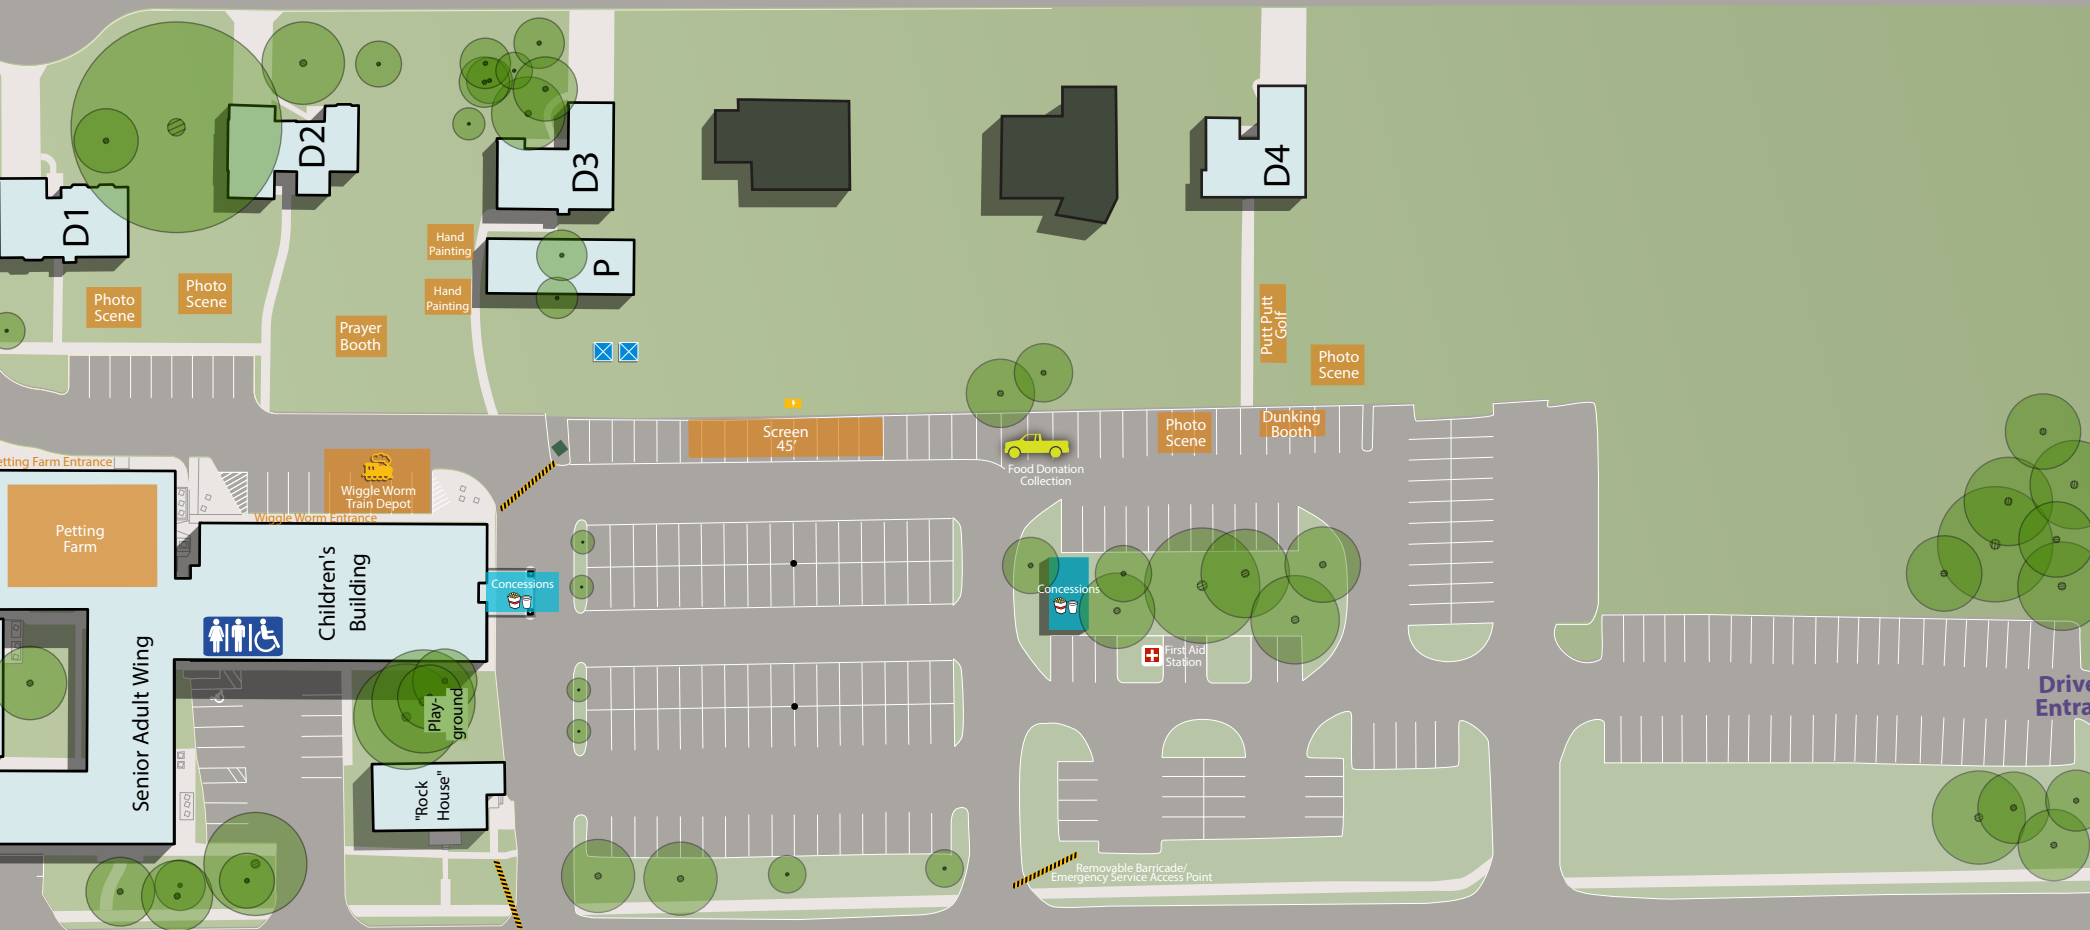 D1
D2
D3
D4
P
Hand
Painting
Hand
Painting
Photo
Scene
Photo
Scene
Prayer
Booth
Putt Putt
Golf
Photo
Scene
Screen
45'
Photo
Scene
Dunking
Booth
Food Donation
Collection
etting Farm Entrance
Wiggle Worm
Train Depot
Wiggle Worm Entrance
Petting
Farm
Children's
Building
Concessions
Concessions
First Aid
Station
Senior Adult Wing
Play-
ground
"Rock
House"
Drive
Entra
Removable Barricade/
Emergency Service Access Point